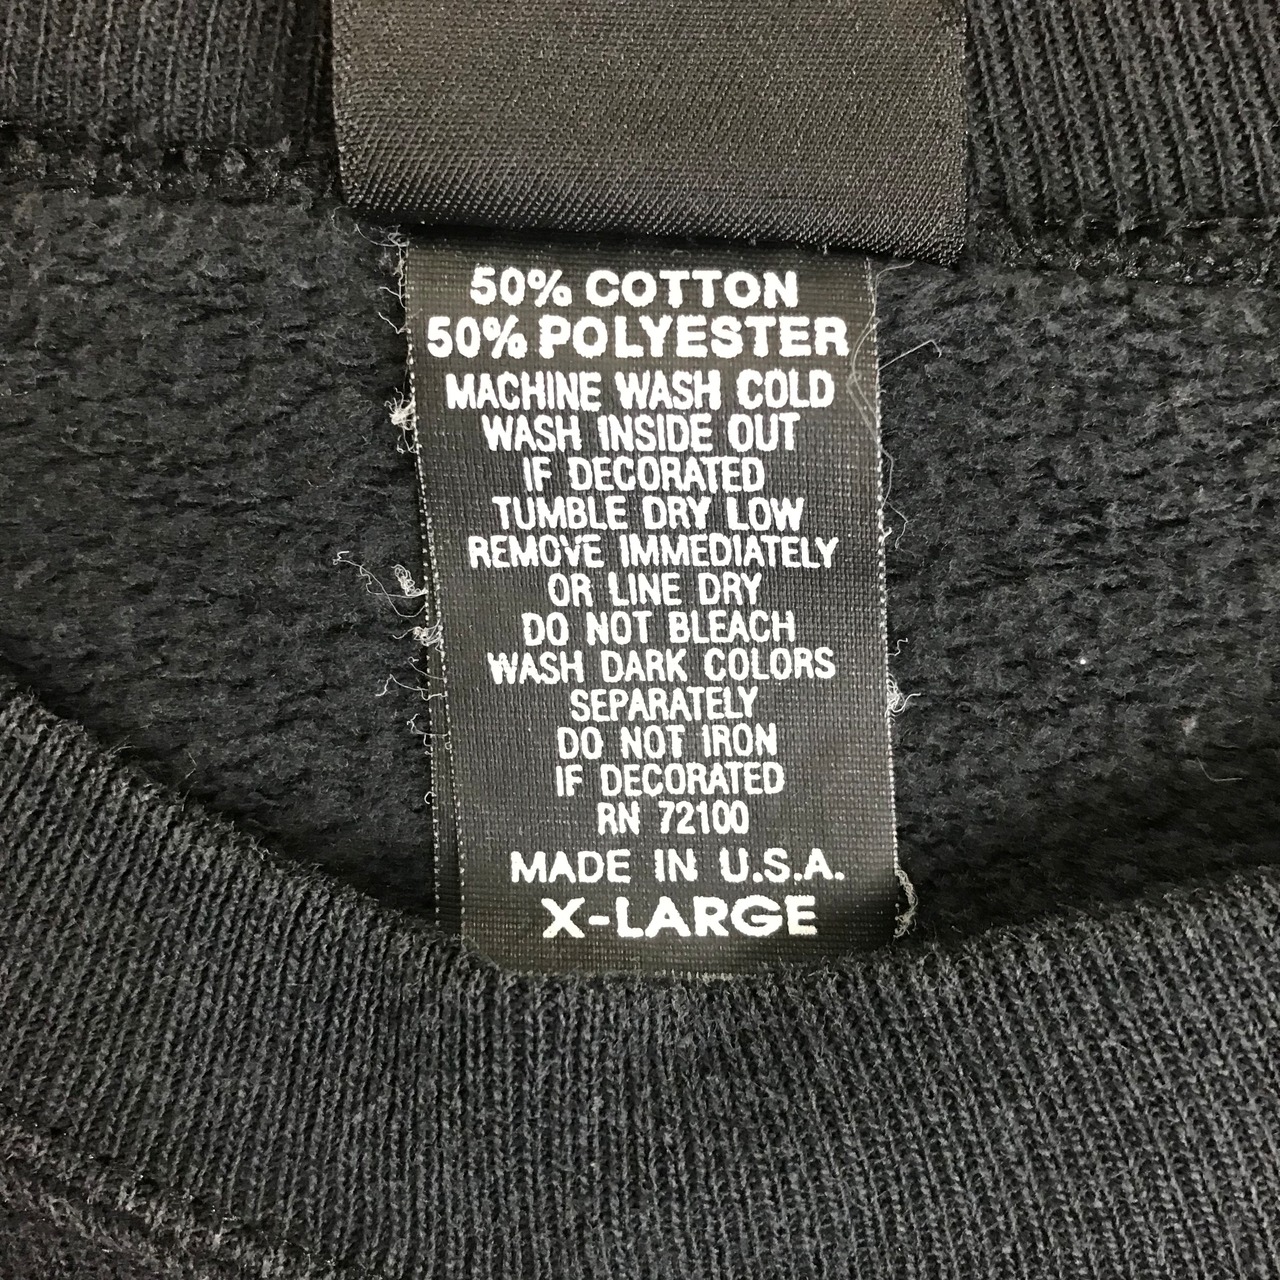 50% COTTON
50% POLYESTER
MACHINE WASH COLD
WASH INSIDE OUT
IF DECORATED
TUMBLE DRY LOW
REMOVE IMMEDIATELY
OR LINE DRY
DO NOT BLEACH
WASH DARK COLORS
SEPARATELY
DO NOT IRON
IF DECORATED
RN 72100
MADE IN U.S.A.
X-LARGE